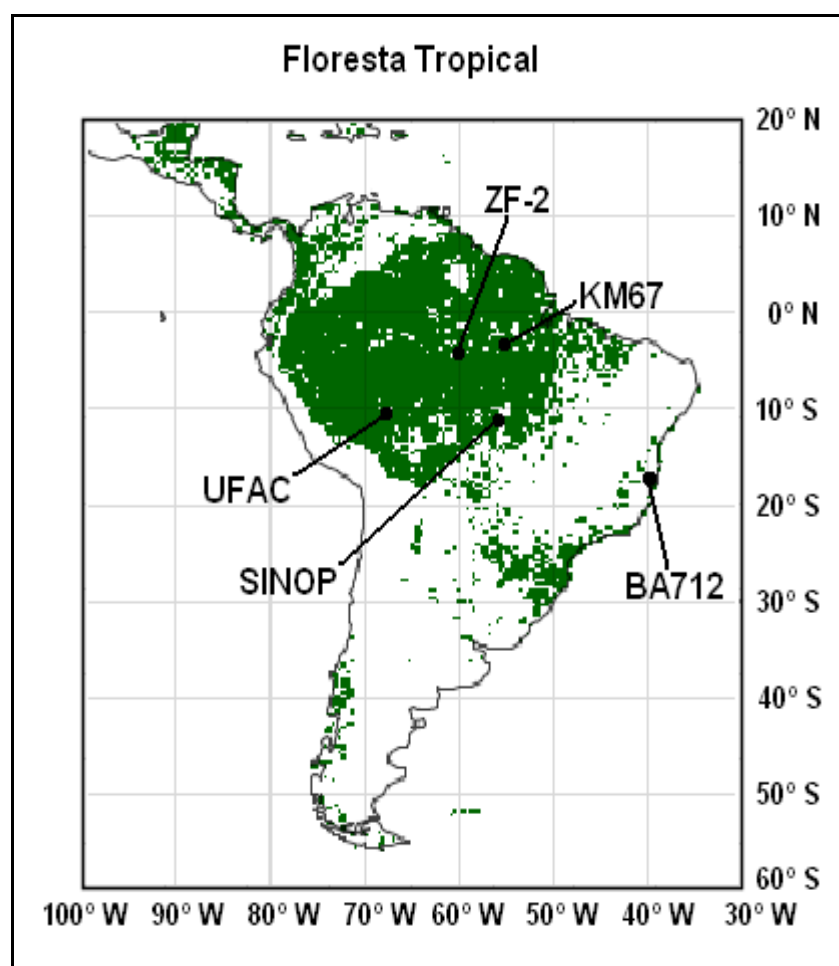 Floresta Tropical
20° N
ZF-2
10° N
KM67
0° N
10° S
UFAC
20° S
SINOP
BA712
30° S
40° S
50° S
60° S
100° W 90° W 80° W 70° W 60° W 50° W 40° W 30° W